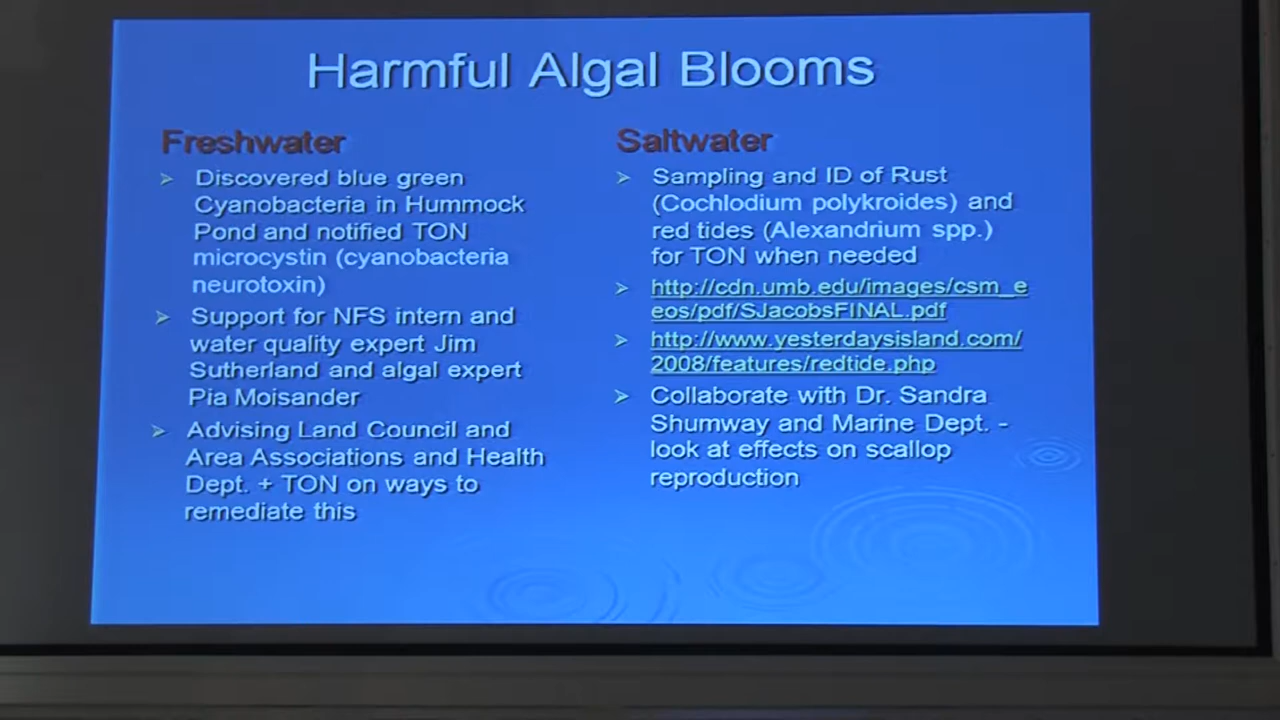 Harmful Algal Blooms
Freshwater
➢ Discovered blue green
Cyanobacteria in Hummock
Pond and notified TON
microcystin (cyanobacteria
neurotoxin)
➢ Support for NFS intern and
water quality expert Jim
Sutherland and algal expert
Pia Moisander
➢ Advising Land Council and
Area Associations and Health
Dept. + TON on ways to
remediate this
Saltwater
➢ Sampling and ID of Rust
(Cochlodium polykroides) and
red tides (Alexandrium spp.)
for TON when needed
➢ http://cdn.umb.edu/images/csm_e
eos/pdf/SJacobsFINAL.pdf
➢ http://www.yesterdaysisland.com/
2008/features/redtide.php
➢ Collaborate with Dr. Sandra
Shumway and Marine Dept. -
look at effects on scallop
reproduction